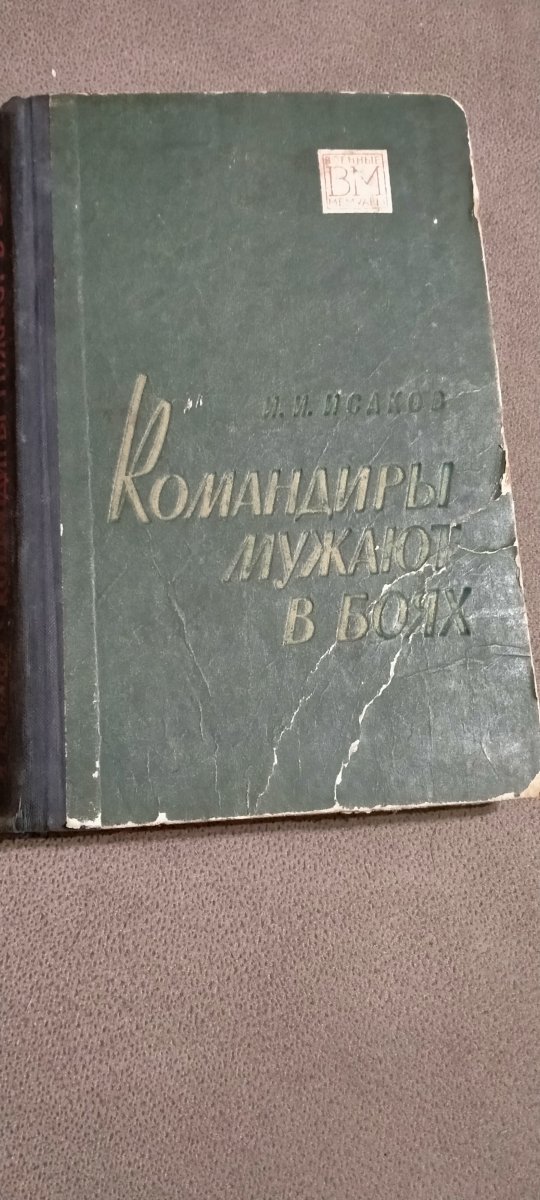 ВОЕННЫЕ
ВМ
МЕМУАРЫ
И. И. ИСАКОВ
КОМАНДИРЫ
МУЖАЮТ
В БОЯХ